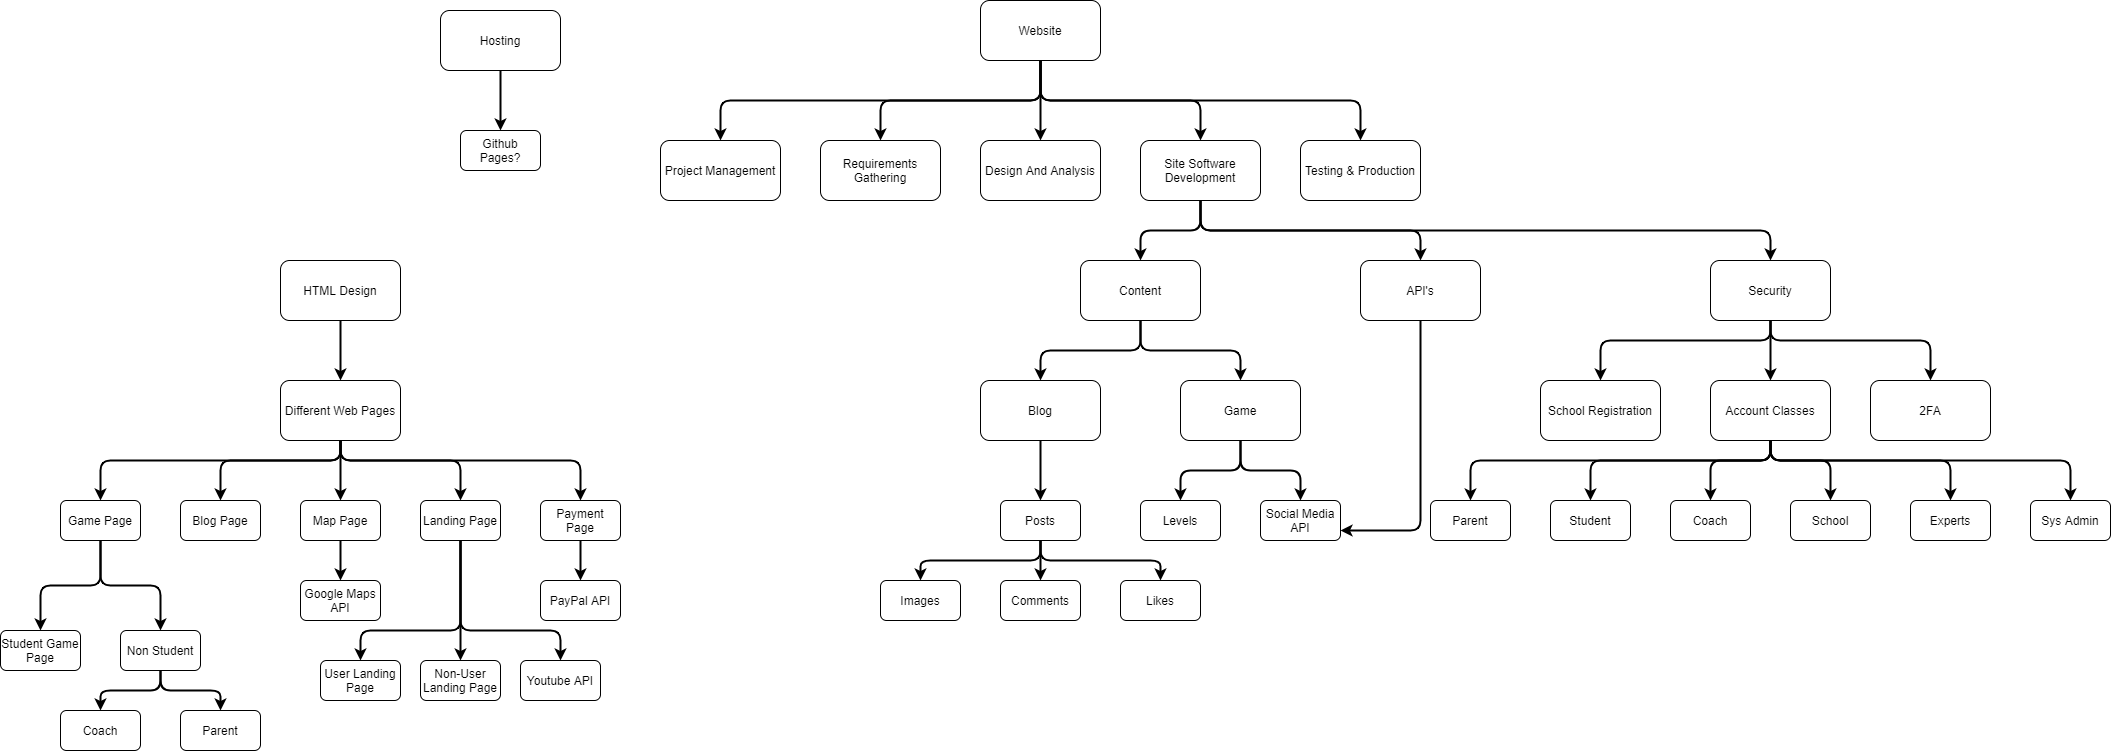 Hosting
Website
Github
Pages?
Project Management
Requirements
Gathering
Design And Analysis
Site Software
Development
Testing & Production
HTML Design
Content
API's
Security
Different Web Pages
Blog
Game
School Registration
Account Classes
2FA
Game Page
Blog Page
Map Page
Landing Page
Payment
Page
Posts
Levels
Social Media
API
Parent
Student
Coach
School
Experts
Sys Admin
Google Maps
API
PayPal API
Images
Comments
Likes
Student Game
Page
Non Student
User Landing
Page
Non-User
Landing Page
Youtube API
Coach
Parent